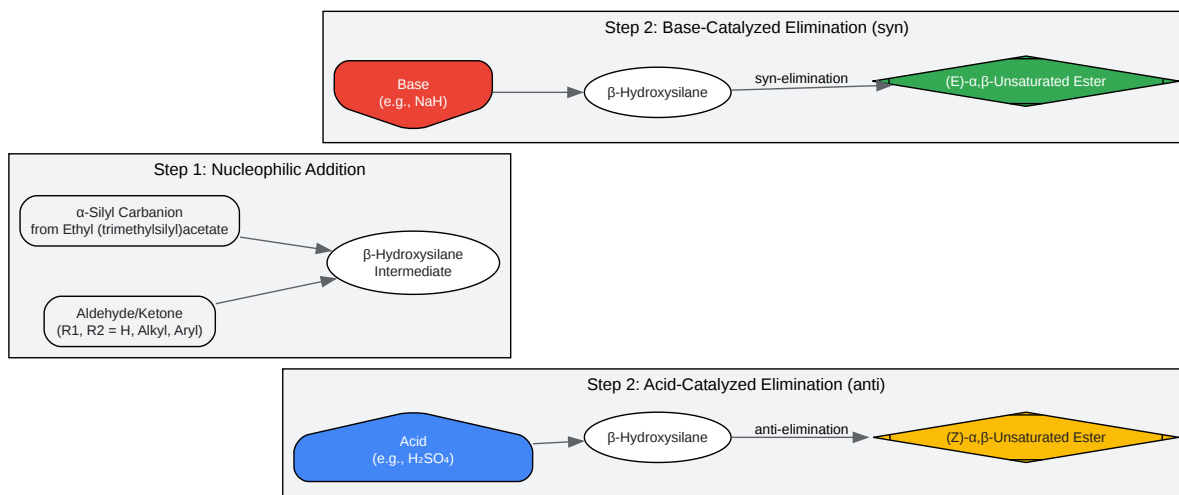 Step 2: Base-Catalyzed Elimination (syn)
Base
(e.g., NaH)
β-Hydroxysilane
syn-elimination
(E)-α,β-Unsaturated Ester
Step 1: Nucleophilic Addition
α-Silyl Carbanion
from Ethyl (trimethylsilyl)acetate
β-Hydroxysilane
Intermediate
Aldehyde/Ketone
(R1, R2 = H, Alkyl, Aryl)
Step 2: Acid-Catalyzed Elimination (anti)
Acid
(e.g., H₂SO₄)
β-Hydroxysilane
anti-elimination
(Z)-α,β-Unsaturated Ester